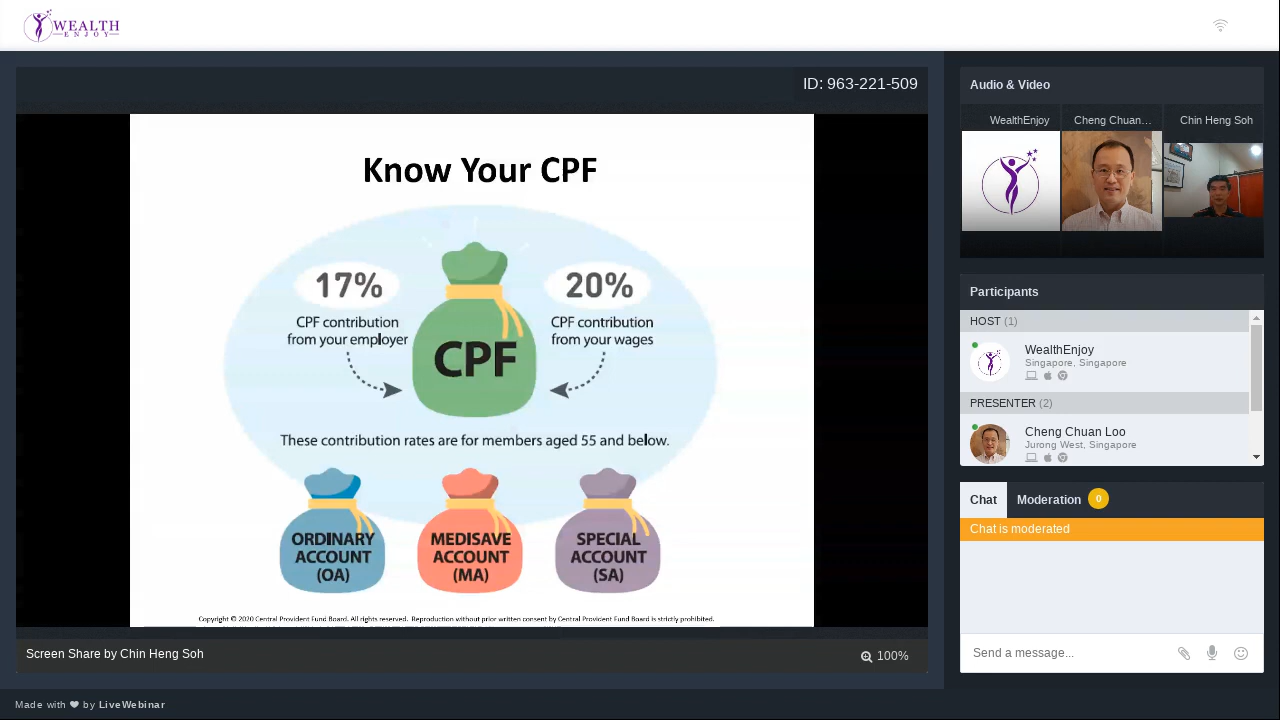 WEALTH
ENJOY
ID: 963-221-509
Know Your CPF
17%
CPF contribution
from your employer
20%
CPF contribution
from your wages
CPF
These contribution rates are for members aged 55 and below.
ORDINARY
ACCOUNT
(OA)
MEDISAVE
ACCOUNT
(MA)
SPECIAL
ACCOUNT
(SA)
Copyright © 2020 Central Provident Fund Board. All rights reserved. Reproduction without prior written consent by Central Provident Fund Board is strictly prohibited.
Screen Share by Chin Heng Soh
100%
Audio & Video
WealthEnjoy
Cheng Chuan...
Chin Heng Soh
Participants
HOST (1)
WealthEnjoy
Singapore, Singapore
PRESENTER (2)
Cheng Chuan Loo
Jurong West, Singapore
Chat
Moderation 0
Chat is moderated
Send a message...
Made with by LiveWebinar